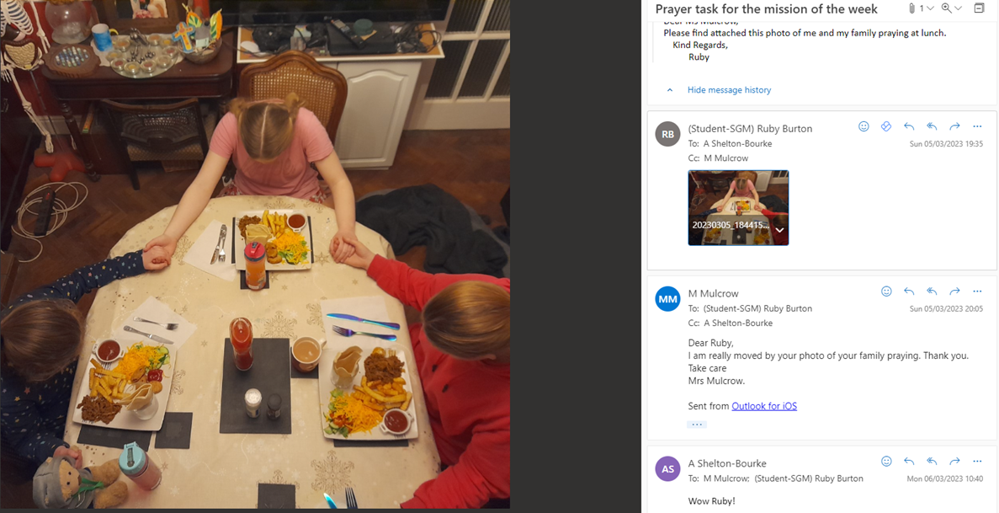 Prayer task for the mission of the week
1
Dear Ms Mulcrow,
Please find attached this photo of me and my family praying at lunch.
Kind Regards,
Ruby
Hide message history
RB
(Student-SGM) Ruby Burton
To: A Shelton-Bourke
Sun 05/03/2023 19:35
Cc: M Mulcrow
20230305_184415...
MM
M Mulcrow
To: (Student-SGM) Ruby Burton
Sun 05/03/2023 20:05
Cc: A Shelton-Bourke
Dear Ruby,
I am really moved by your photo of your family praying. Thank you.
Take care
Mrs Mulcrow.
Sent from Outlook for iOS
...
AS
A Shelton-Bourke
To: M Mulcrow; (Student-SGM) Ruby Burton
Mon 06/03/2023 10:40
Wow Ruby!